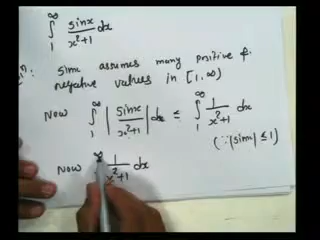 ∫₁^∞ sinx/(x²+1) dx
: Sinx assumes many positive &
negative values in [1, ∞)
Now ∫₁^∞ |sinx/(x²+1)| dx ≤ ∫₁^∞ 1/(x²+1) dx
(∵ |sinx| ≤ 1)
Now ∞ 1/(x²+1) dx